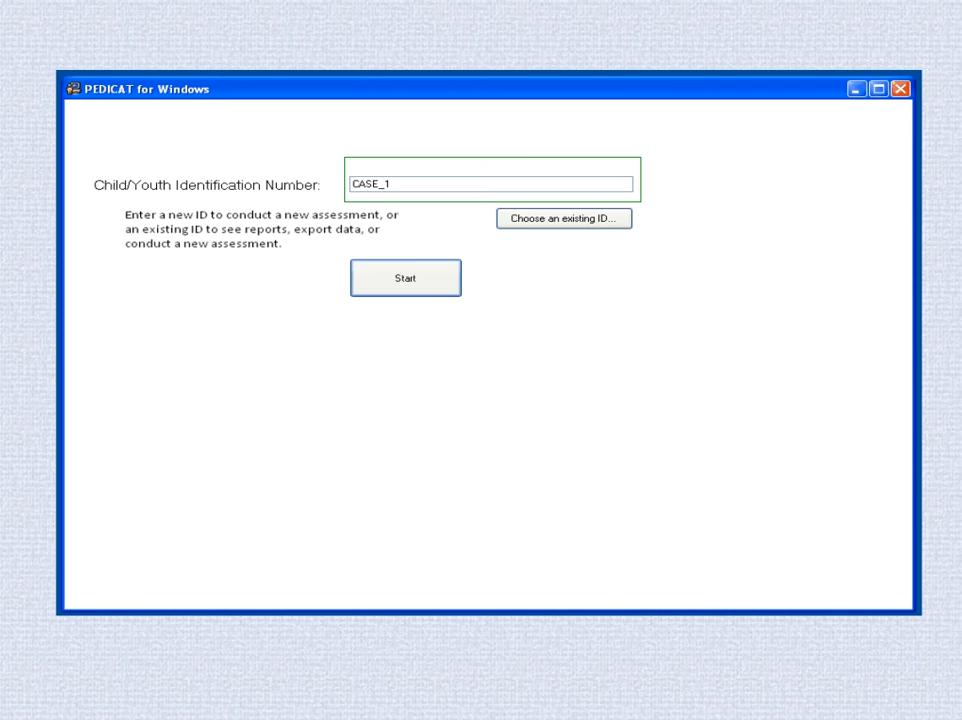 PEDICAT for Windows
Child/Youth Identification Number:
CASE_1
Enter a new ID to conduct a new assessment, or
an existing ID to see reports, export data, or
conduct a new assessment.
Choose an existing ID...
Start